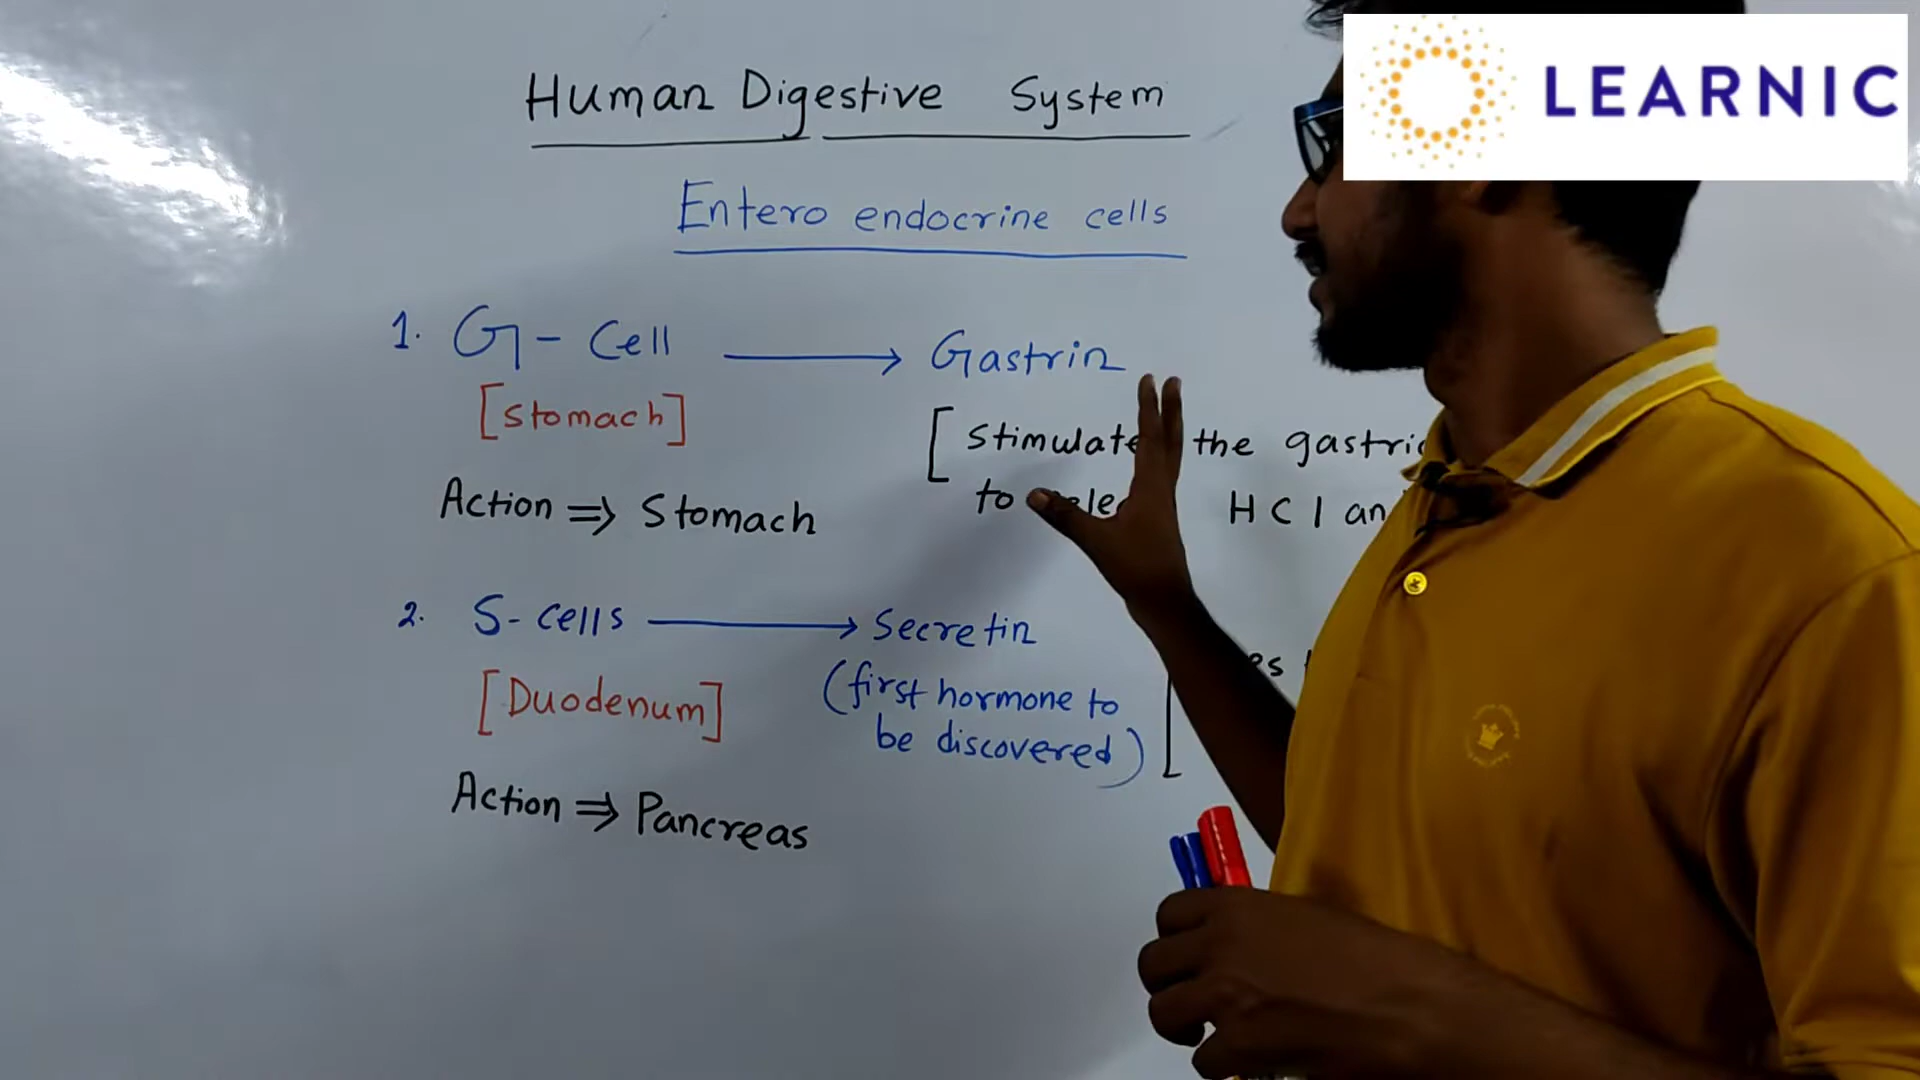 LEARNIC
Human Digestive System
Entero endocrine cells
1. G - Cell → Gastrin
[Stomach]
[Stimulate the gastric
to HCl an
Action ⇒ Stomach
2. S - cells → Secretin
[Duodenum]
(first hormone to
be discovered)
Action ⇒ Pancreas